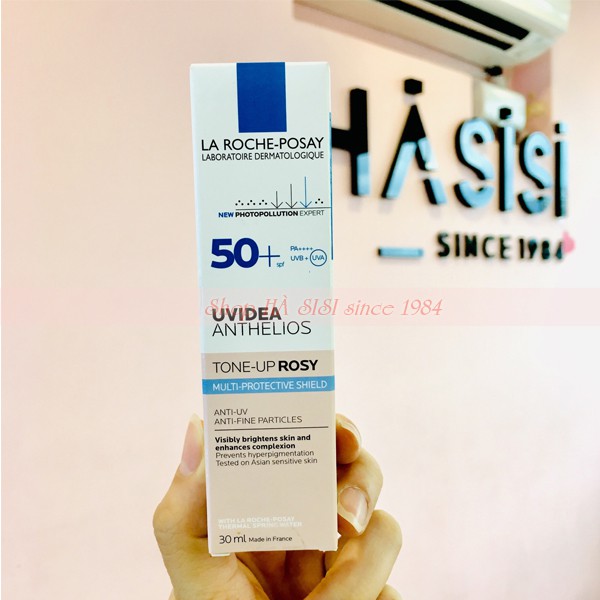 LA ROCHE-POSAY
LABORATOIRE DERMATOLOGIQUE
NEW PHOTOPOLLUTION EXPERT
50+ spf
PA++++
UVB + UVA
UVIDEA
ANTHELIOS
TONE-UP ROSY
MULTI-PROTECTIVE SHIELD
ANTI-UV
ANTI-FINE PARTICLES
Visibly brightens skin and
enhances complexion
Prevents hyperpigmentation
Tested on Asian sensitive skin
WITH LA ROCHE-POSAY
THERMAL SPRING WATER
30 ml Made in France
HÀ SISI
SINCE 1984
Shop HÀ SISI since 1984